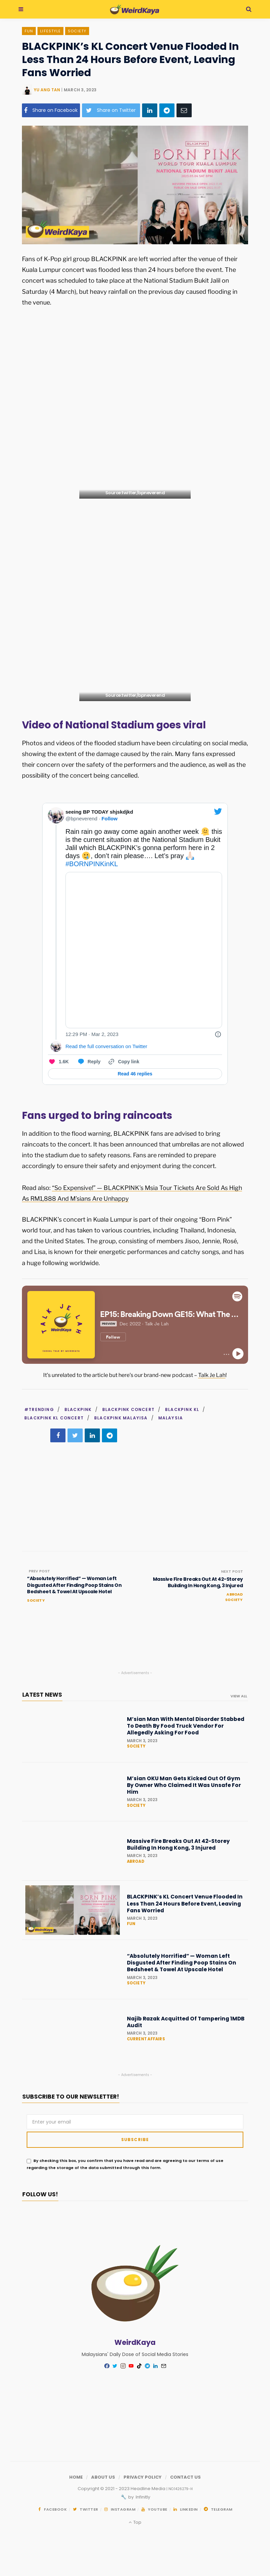 WeirdKaya
FUN LIFESTYLE SOCIETY
BLACKPINK’s KL Concert Venue Flooded In
Less Than 24 Hours Before Event, Leaving
Fans Worried
MARCH 3, 2023
Share on Facebook
Share on Twitter
BORN PINK
WORLD TOUR KUALA LUMPUR
NATIONAL STADIUM
BUKIT JALIL
WeirdKaya
Fans of K-Pop girl group BLACKPINK are left worried after the venue of their
Kuala Lumpur concert was flooded less than 24 hours before the event. The
concert was scheduled to take place at the National Stadium Bukit Jalil on
Saturday (4 March), but heavy rainfall on the previous day caused flooding in
the venue.
Video of National Stadium goes viral
Photos and videos of the flooded stadium have been circulating on social media,
showing the extent of the damage caused by the rain. Many fans expressed their
concern over the safety of the performers and the audience, as well as the
possibility of the concert being cancelled.
seeing BP TODAY shjskdjkd
@bpneverend · Follow
Rain rain go away come again another week 🫠 this
is the current situation at the National Stadium Bukit
Jalil which BLACKPINK's gonna perform here in 2
days 🥲, don't rain please…. Let's pray 🙏🏻
#BORNPINKinKL
12:29 PM · Mar 2, 2023
Read the full conversation on Twitter
1.6K Reply Copy link
Read 46 replies
Fans urged to bring raincoats
In addition to the flood warning, BLACKPINK fans are advised to bring
raincoats to the concert. It has been announced that umbrellas are not allowed
into the stadium due to safety reasons. Fans are reminded to prepare
accordingly to ensure their safety and enjoyment of the concert.
Read also: “So Expensive!” — BLACKPINK’s Msia Tour Tickets Are Sold As High
As RM1,888 And M’sians Are Unhappy
BLACKPINK’s concert in Kuala Lumpur is part of their ongoing “Born Pink”
world tour, and has taken to various countries, including Thailand, Indonesia,
and the United States. The group, consisting of members Jisoo, Jennie, Rosé,
and Lisa, is known for their energetic performances and catchy songs, and has
a huge following worldwide.
TALK JE LAH
WeirdKaya
EP15: Breaking Down GE15: What The ...
PREVIEW Dec 2022 · Talk Je Lah
Follow
It’s unrelated to the article but here’s our brand-new podcast – Talk Je Lah!
#TRENDING / BLACKPINK / BLACKPINK CONCERT / BLACKPINK KL /
BLACKPINK KL CONCERT / BLACKPINK MALAYISA / MALAYSIA
PREV POST
“Absolutely Horrified” — Woman Left
Disgusted After Finding Poop Stains On
Bedsheet & Towel At Upscale Hotel
SOCIETY
NEXT POST
Massive Fire Breaks Out At 42-Storey
Building In Hong Kong, 3 Injured
ABROAD
SOCIETY
- Advertisements -
LATEST NEWS
VIEW ALL
M’sian Man With Mental Disorder Stabbed
To Death By Food Truck Vendor For
Allegedly Asking For Food
MARCH 3, 2023
SOCIETY
M’sian OKU Man Gets Kicked Out Of Gym
By Owner Who Claimed It Was Unsafe For
Him
MARCH 3, 2023
SOCIETY
Massive Fire Breaks Out At 42-Storey
Building In Hong Kong, 3 Injured
MARCH 3, 2023
ABROAD
BORN PINK
WeirdKaya
BLACKPINK’s KL Concert Venue Flooded In
Less Than 24 Hours Before Event, Leaving
Fans Worried
MARCH 3, 2023
FUN
“Absolutely Horrified” — Woman Left
Disgusted After Finding Poop Stains On
Bedsheet & Towel At Upscale Hotel
MARCH 3, 2023
SOCIETY
Najib Razak Acquitted Of Tampering 1MDB
Audit
MARCH 3, 2023
CURRENT AFFAIRS
- Advertisements -
SUBSCRIBE TO OUR NEWSLETTER!
Enter your email
SUBSCRIBE
By checking this box, you confirm that you have read and are agreeing to our terms of use
regarding the storage of the data submitted through this form.
FOLLOW US!
WeirdKaya
Malaysians' Daily Dose of Social Media Stories
HOME / ABOUT US / PRIVACY POLICY / CONTACT US
by Infinity.
FACEBOOK TWITTER INSTAGRAM YOUTUBE LINKEDIN TELEGRAM
Top